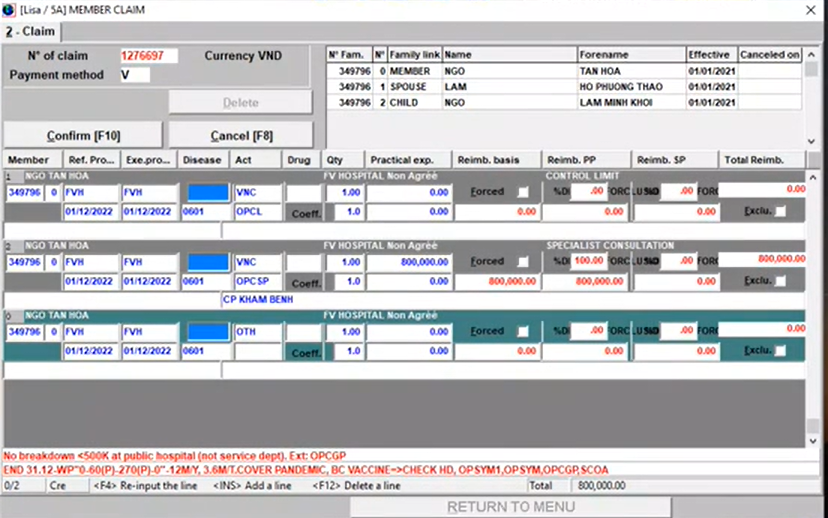 [Lisa / 5A] MEMBER CLAIM
2 - Claim
N° of claim 1276697 Currency VND
Payment method V
Delete
Confirm [F10] Cancel [F8]
N° Fam. N° Family link Name Forename Effective Canceled on
349796 0 MEMBER NGO TAN HOA 01/01/2021
349796 1 SPOUSE LAM HO PHUONG THAO 01/01/2021
349796 2 CHILD NGO LAM MINH KHOI 01/01/2021
Member Ref. Pro... Exe.pro... Disease Act Drug Qty Practical exp. Reimb. basis Reimb. PP Reimb. SP Total Reimb.
1 NGO TAN HOA FV HOSPITAL Non Agréé CONTROL LIMIT
349796 0 FVH FVH VNC 1.00 0.00 Forced %DI .00 FORC .00 FORC 0.00
01/12/2022 01/12/2022 0601 OPCL Coeff. 1.0 0.00 0.00 0.00 0.00 Exclu.
2 NGO TAN HOA FV HOSPITAL Non Agréé SPECIALIST CONSULTATION
349796 0 FVH FVH VNC 1.00 800,000.00 Forced %DI 100.00 FORC .00 FORC 800,000.00
01/12/2022 01/12/2022 0601 OPCSP Coeff. 1.0 0.00 800,000.00 800,000.00 0.00 Exclu.
CP KHAM BENH
0 NGO TAN HOA FV HOSPITAL Non Agréé
349796 0 FVH FVH OTH 1.00 0.00 Forced %DI .00 FORC .00 FORC 0.00
01/12/2022 01/12/2022 0601 Coeff. 1.0 0.00 0.00 0.00 0.00 Exclu.
No breakdown <500K at public hospital (not service dept). Ext: OPCGP
END 31.12-WP"0-60(P)-270(P)-0"-12M/Y, 3.6M/T.COVER PANDEMIC, BC VACCINE=>CHECK HD, OPSYM1,OPSYM,OPCGP,SCOA
0/2 Cre <F4> Re-input the line <INS> Add a line <F12> Delete a line Total 800,000.00
RETURN TO MENU